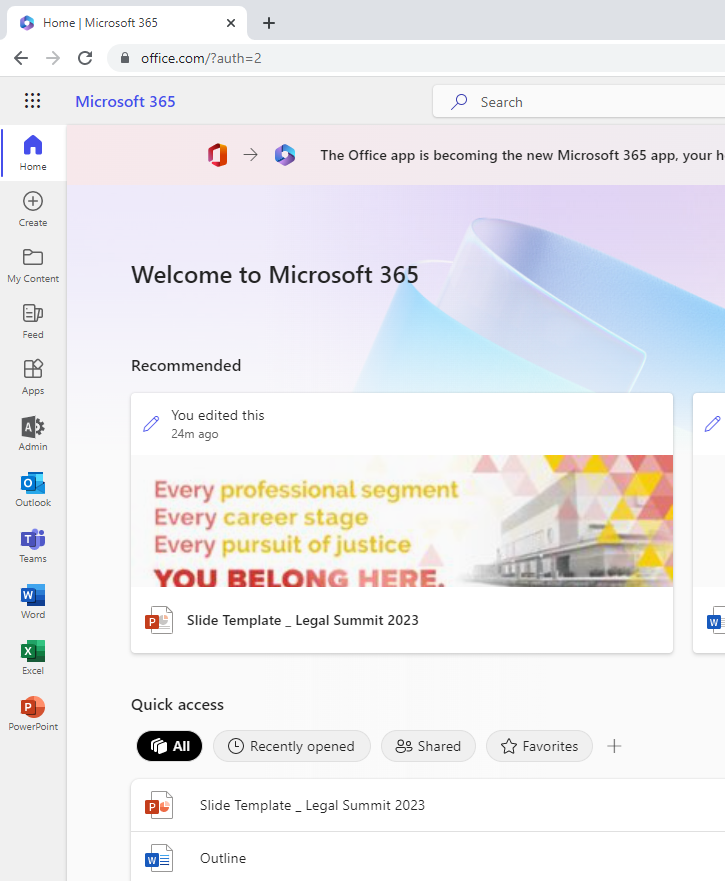 Home | Microsoft 365
office.com/?auth=2
Microsoft 365
Search
Home
Create
My Content
Feed
Apps
Admin
Outlook
Teams
Word
Excel
PowerPoint
The Office app is becoming the new Microsoft 365 app, your h
Welcome to Microsoft 365
Recommended
You edited this
24m ago
Every professional segment
Every career stage
Every pursuit of justice
YOU BELONG HERE.
Slide Template _ Legal Summit 2023
Quick access
All
Recently opened
Shared
Favorites
Slide Template _ Legal Summit 2023
Outline